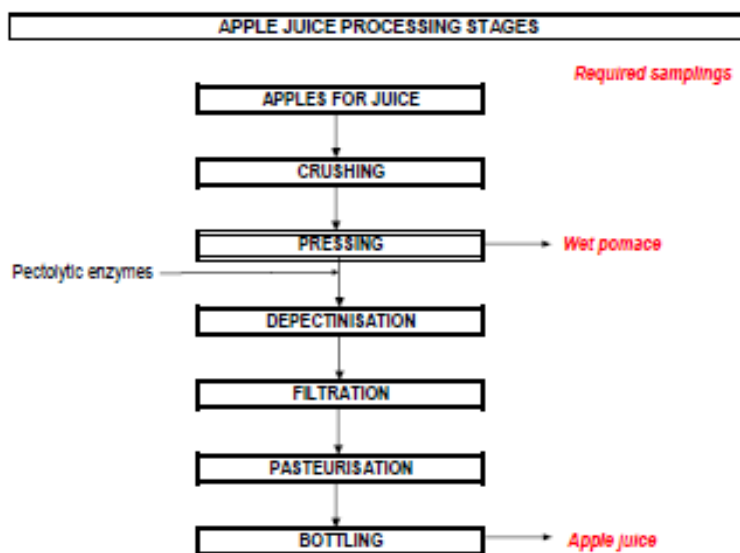 APPLE JUICE PROCESSING STAGES
Required samplings
APPLES FOR JUICE
CRUSHING
PRESSING
Wet pomace
Pectolytic enzymes
DEPECTINISATION
FILTRATION
PASTEURISATION
BOTTLING
Apple juice